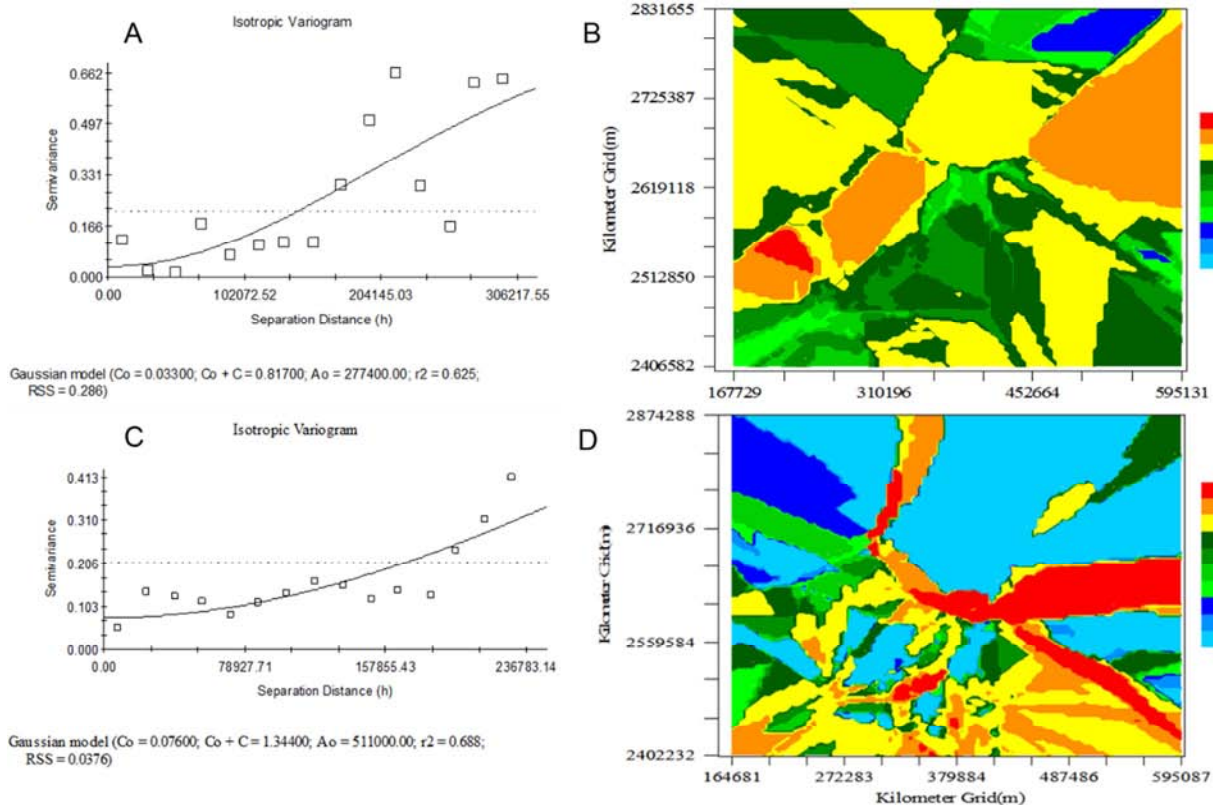 A
Isotropic Variogram
0.662
0.497
0.331
0.166
0.000
Semivariance
0.00
102072.52
204145.03
306217.55
Separation Distance (h)
Gaussian model (Co = 0.03300; Co + C = 0.81700; Ao = 277400.00; r2 = 0.625;
RSS = 0.286)
B
2831655
2725387
2619118
2512850
2406582
Kilometer Grid(m)
167729
310196
452664
595131
C
Isotropic Variogram
0.413
0.310
0.206
0.103
0.000
Semivariance
0.00
78927.71
157855.43
236783.14
Separation Distance (h)
Gaussian model (Co = 0.07600; Co + C = 1.34400; Ao = 511000.00; r2 = 0.688;
RSS = 0.0376)
D
2874288
2716936
2559584
2402232
Kilometer Grid(m)
164681
272283
379884
487486
595087
Kilometer Grid(m)